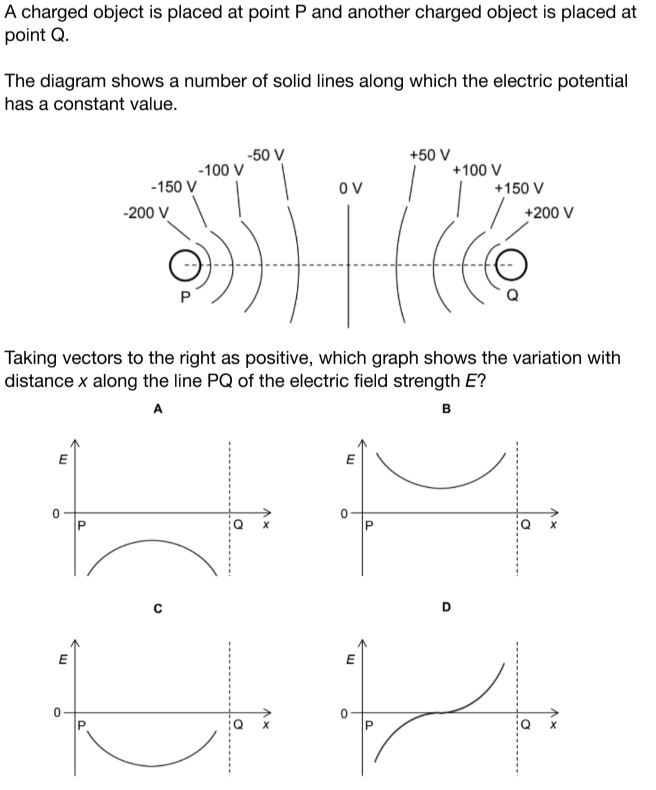 A charged object is placed at point P and another charged object is placed at
point Q.
The diagram shows a number of solid lines along which the electric potential
has a constant value.
-50 V +50 V
-100 V +100 V
-150 V 0 V +150 V
-200 V +200 V
P Q
Taking vectors to the right as positive, which graph shows the variation with
distance x along the line PQ of the electric field strength E?
A B
E E
0 0
P Q x P Q x
C D
E E
0 0
P Q x P Q x